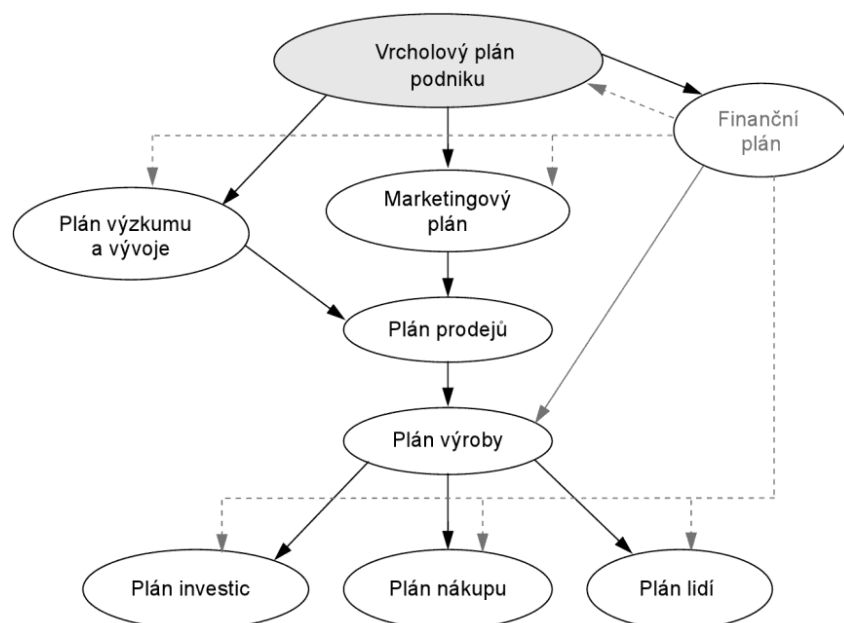 Vrcholový plán
podniku
Finanční
plán
Marketingový
plán
Plán výzkumu
a vývoje
Plán prodejů
Plán výroby
Plán investic
Plán nákupu
Plán lidí